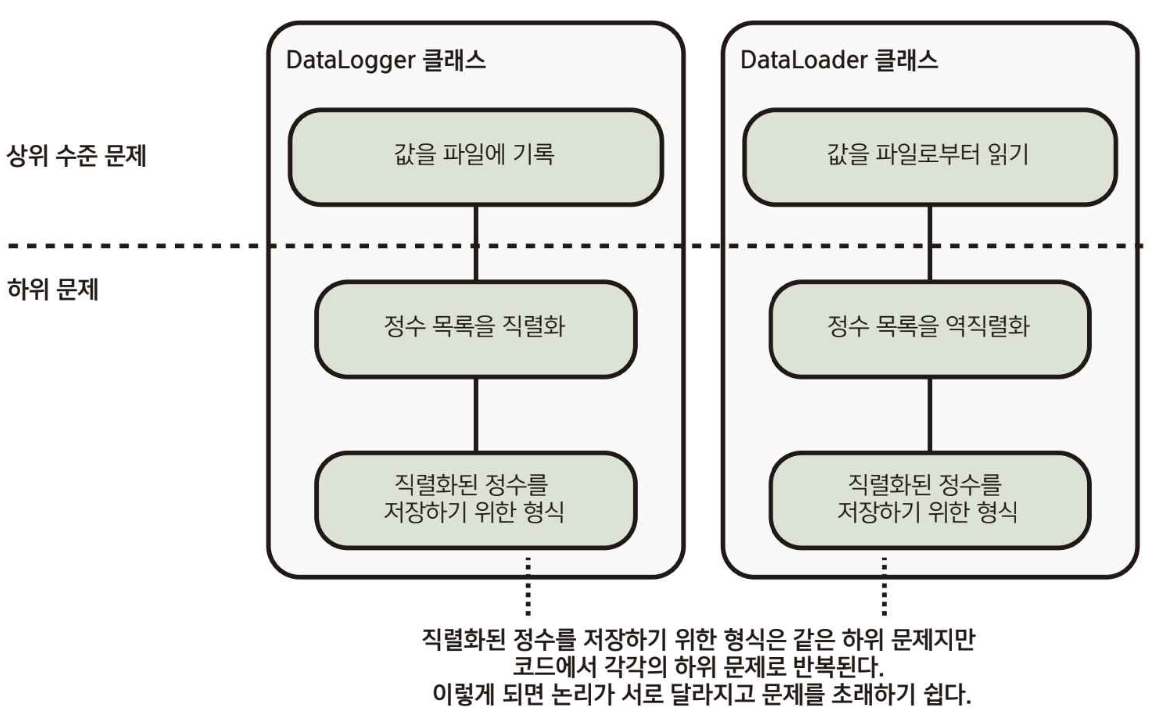 DataLogger 클래스
DataLoader 클래스
상위 수준 문제
값을 파일에 기록
값을 파일로부터 읽기
하위 문제
정수 목록을 직렬화
정수 목록을 역직렬화
직렬화된 정수를
저장하기 위한 형식
직렬화된 정수를
저장하기 위한 형식
직렬화된 정수를 저장하기 위한 형식은 같은 하위 문제지만
코드에서 각각의 하위 문제로 반복된다.
이렇게 되면 논리가 서로 달라지고 문제를 초래하기 쉽다.